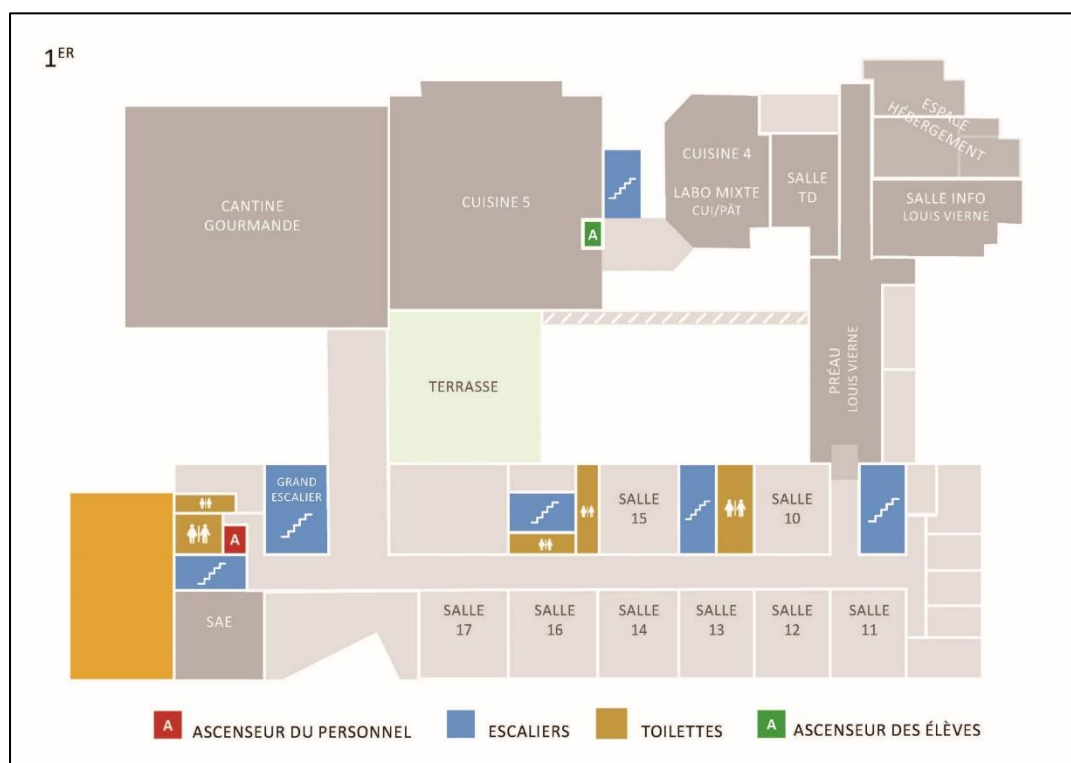 1ER
ESPACE
HÉBERGEMENT
CUISINE 4
LABO MIXTE
CUI/PÂT
SALLE
TD
SALLE INFO
LOUIS VIERNE
CANTINE
GOURMANDE
CUISINE 5
A
TERRASSE
PRÉAU
LOUIS VIERNE
GRAND
ESCALIER
SALLE
15
SALLE
10
A
SAE
SALLE
17
SALLE
16
SALLE
14
SALLE
13
SALLE
12
SALLE
11
A ASCENSEUR DU PERSONNEL
ESCALIERS
TOILETTES
A ASCENSEUR DES ÉLÈVES